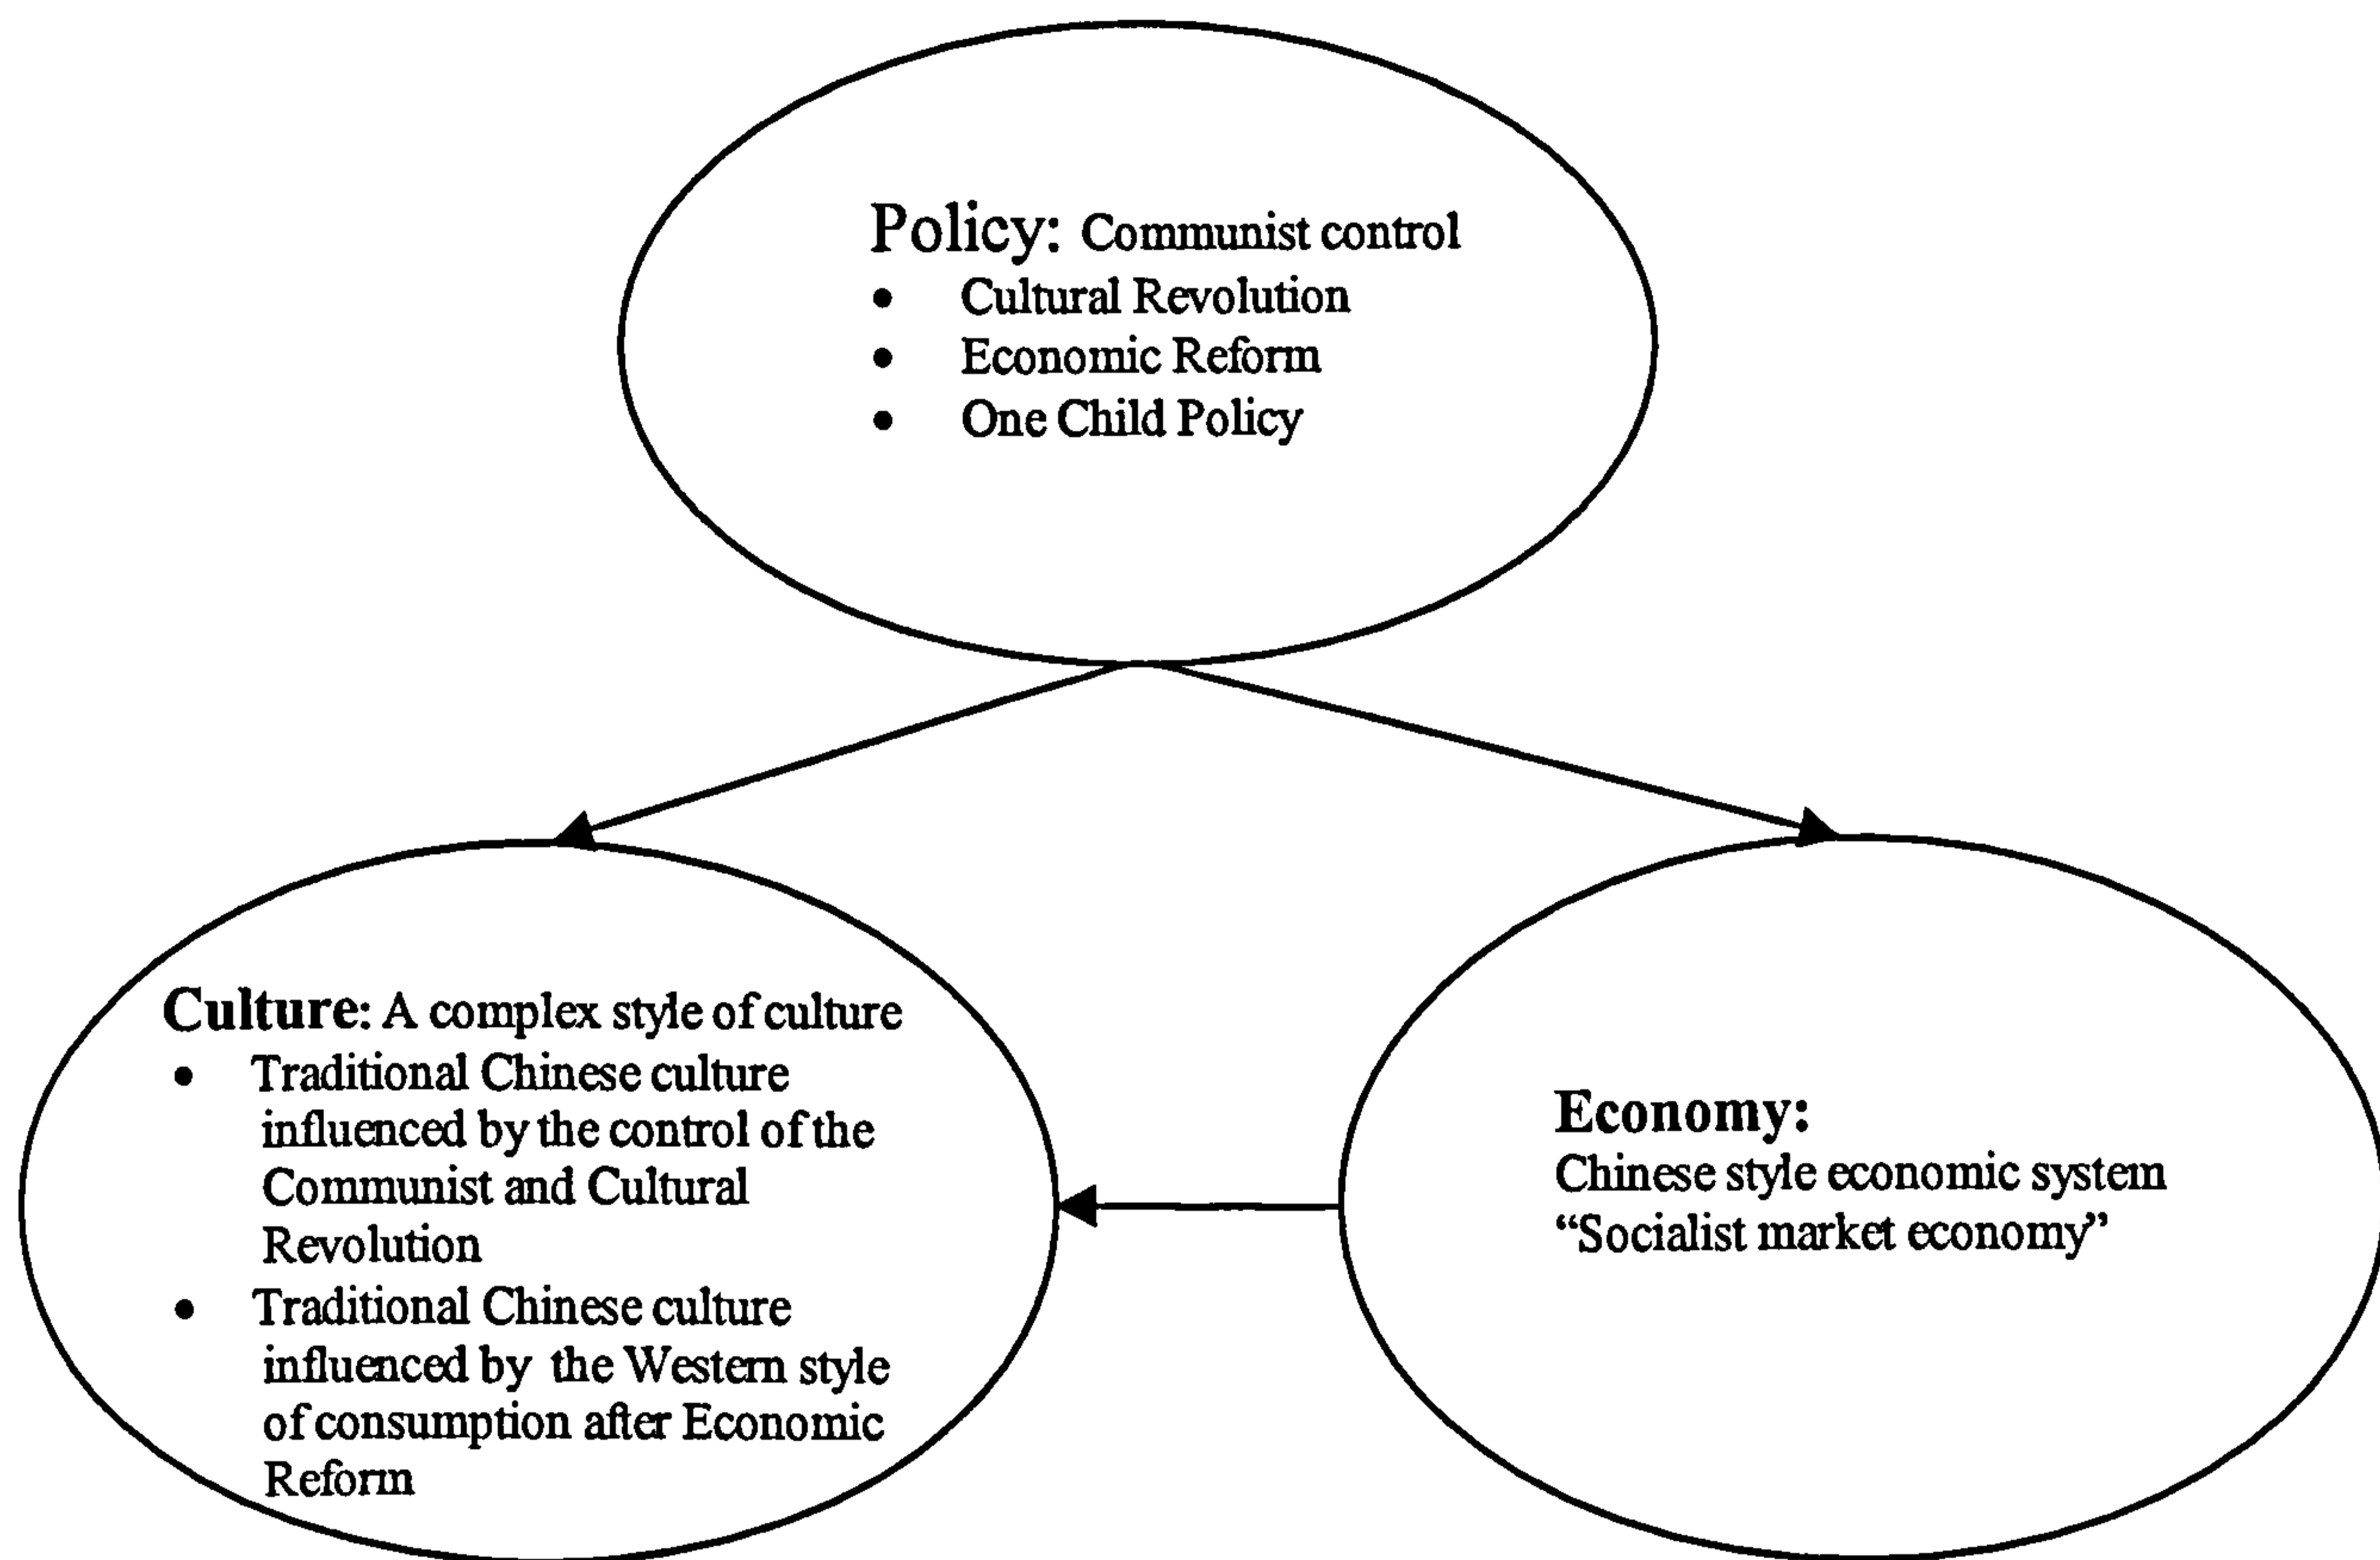 Policy: Communist control
• Cultural Revolution
• Economic Reform
• One Child Policy
Culture: A complex style of culture
• Traditional Chinese culture
influenced by the control of the
Communist and Cultural
Revolution
• Traditional Chinese culture
influenced by the Western style
of consumption after Economic
Reform
Economy:
Chinese style economic system
“Socialist market economy”